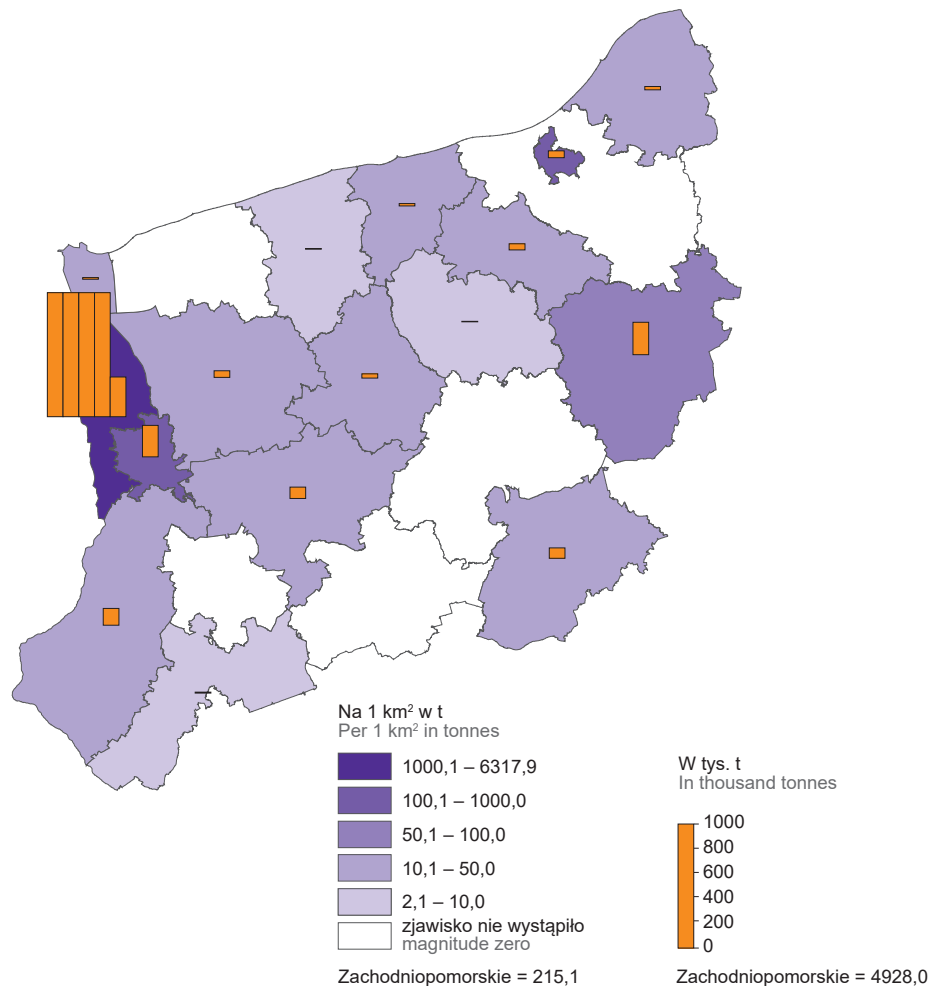 Na 1 km² w t
Per 1 km² in tonnes
1000,1 – 6317,9
100,1 – 1000,0
50,1 – 100,0
10,1 – 50,0
2,1 – 10,0
zjawisko nie wystąpiło
magnitude zero
Zachodniopomorskie = 215,1
W tys. t
In thousand tonnes
1000
800
600
400
200
0
Zachodniopomorskie = 4928,0